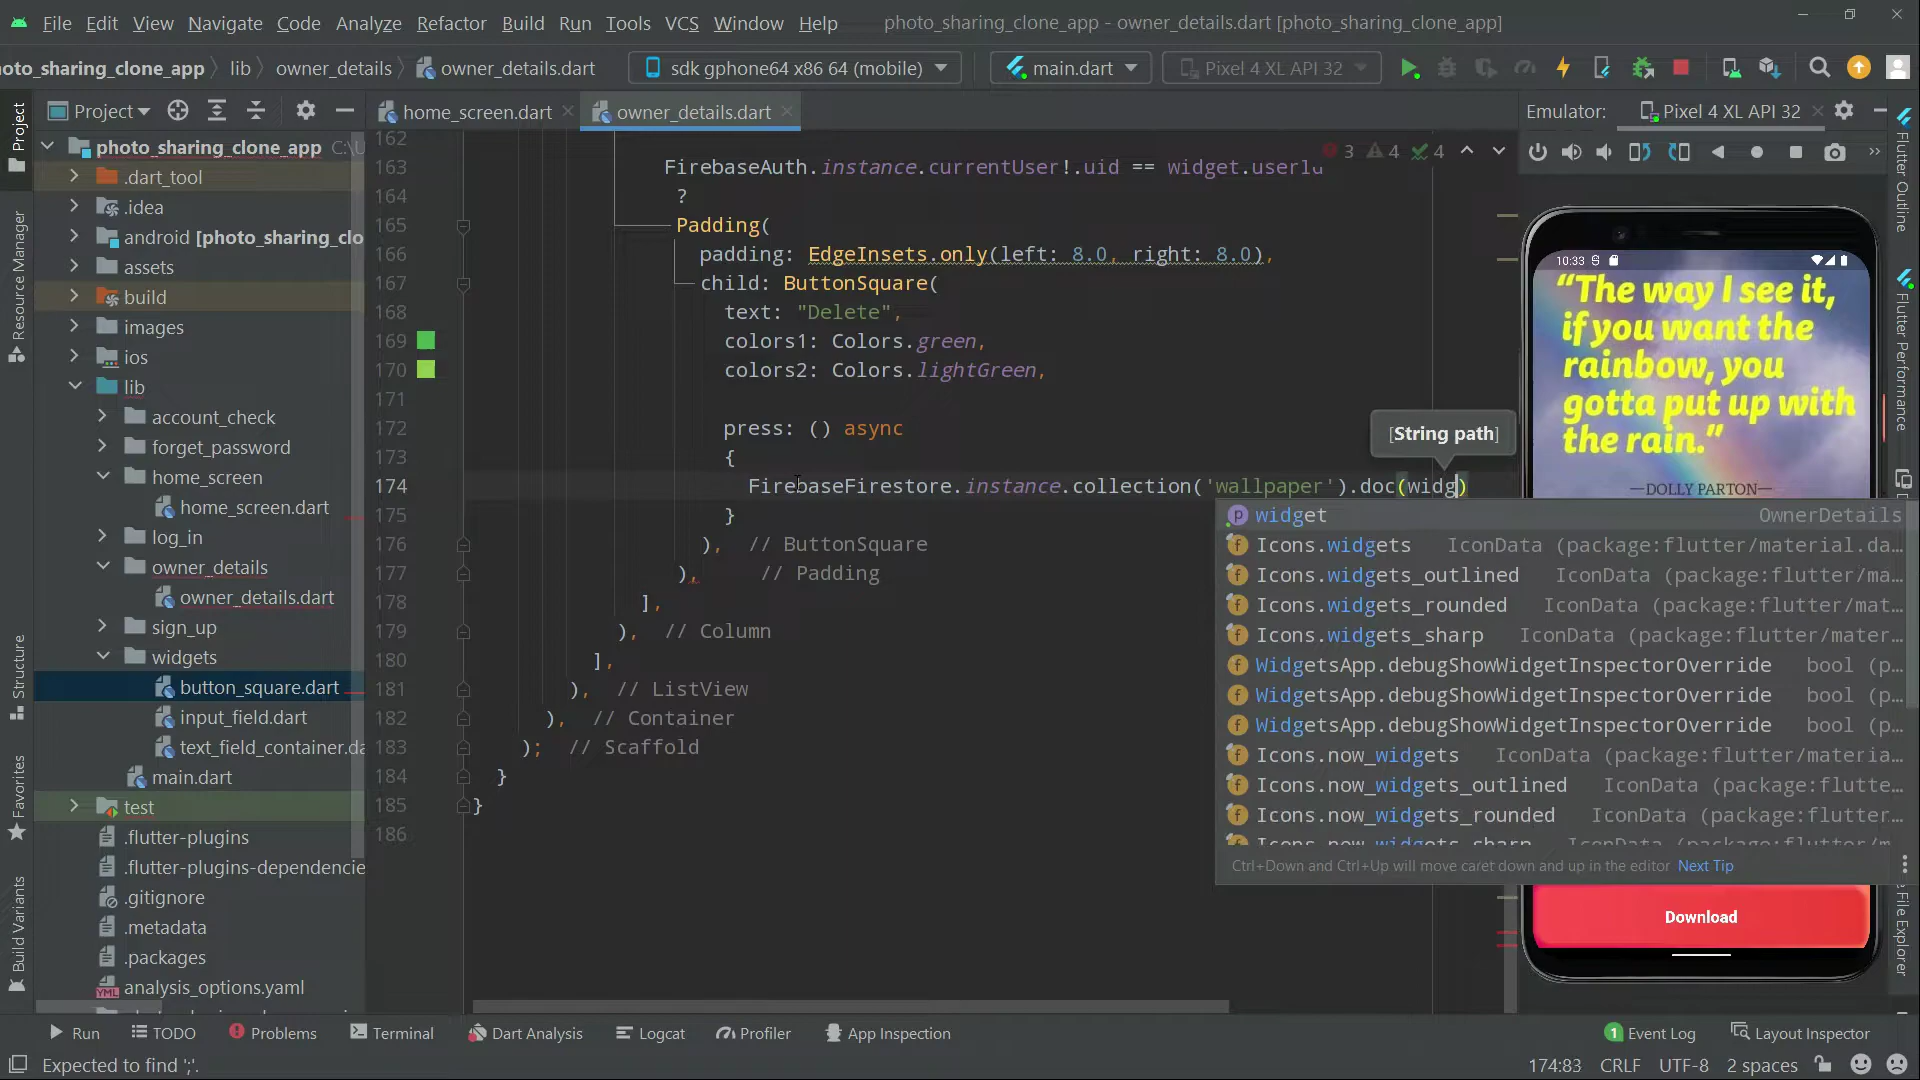 File Edit View Navigate Code Analyze Refactor Build Run Tools VCS Window Help photo_sharing_clone_app - owner_details.dart [photo_sharing_clone_app]
oto_sharing_clone_app lib owner_details owner_details.dart sdk gphone64 x86 64 (mobile) main.dart Pixel 4 XL API 32
Project home_screen.dart owner_details.dart Emulator: Pixel 4 XL API 32
photo_sharing_clone_app C:\U
.dart_tool
.idea
android [photo_sharing_clo
assets
build
images
ios
lib
account_check
forget_password
home_screen
home_screen.dart
log_in
owner_details
owner_details.dart
sign_up
widgets
button_square.dart
input_field.dart
text_field_container.da
main.dart
test
.flutter-plugins
.flutter-plugins-dependencie
.gitignore
.metadata
.packages
analysis_options.yaml
Project
Resource Manager
Structure
Favorites
Build Variants
162
163 FirebaseAuth.instance.currentUser!.uid == widget.userId
3 4 4
164 ?
165 Padding(
166 padding: EdgeInsets.only(left: 8.0, right: 8.0),
167 child: ButtonSquare(
168 text: "Delete",
169 colors1: Colors.green,
170 colors2: Colors.lightGreen,
171
172 press: () async
173 {
[String path]
174 FirebaseFirestore.instance.collection('wallpaper').doc(widg)
175 }
176 ), // ButtonSquare
177 ), // Padding
178 ],
179 ), // Column
180 ],
181 ), // ListView
182 ), // Container
183 ); // Scaffold
184 }
185 }
186
widget OwnerDetails
Icons.widgets IconData (package:flutter/material.da...
Icons.widgets_outlined IconData (package:flutter/ma...
Icons.widgets_rounded IconData (package:flutter/mat...
Icons.widgets_sharp IconData (package:flutter/mater...
WidgetsApp.debugShowWidgetInspectorOverride bool (p...
WidgetsApp.debugShowWidgetInspectorOverride bool (p...
WidgetsApp.debugShowWidgetInspectorOverride bool (p...
Icons.now_widgets IconData (package:flutter/materia...
Icons.now_widgets_outlined IconData (package:flutte...
Icons.now_widgets_rounded IconData (package:flutter...
Ctrl+Down and Ctrl+Up will move caret down and up in the editor Next Tip
10:33
“The way I see it,
if you want the
rainbow, you
gotta put up with
the rain.”
—DOLLY PARTON—
Download
Flutter Outline
Flutter Performance
File Explorer
Run TODO Problems Terminal Dart Analysis Logcat Profiler App Inspection 1 Event Log Layout Inspector
Expected to find ';'. 174:83 CRLF UTF-8 2 spaces